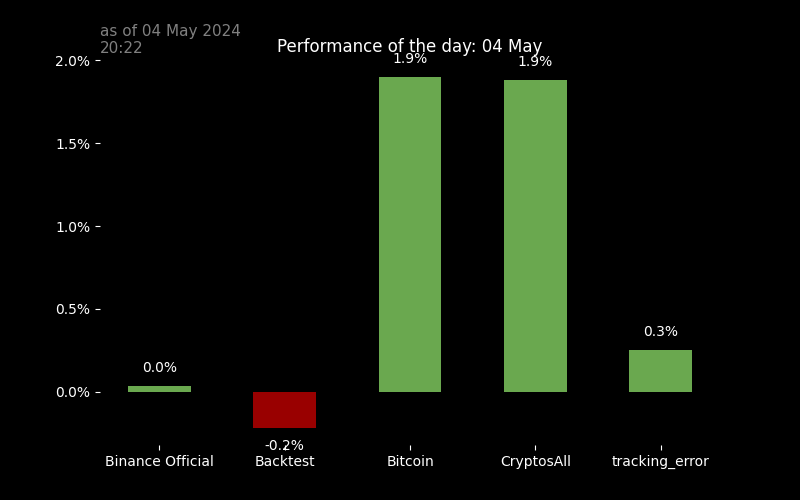 as of 04 May 2024
20:22
Performance of the day: 04 May
2.0%
1.5%
1.0%
0.5%
0.0%
0.0%
-0.2%
1.9%
1.9%
0.3%
Binance Official
Backtest
Bitcoin
CryptosAll
tracking_error